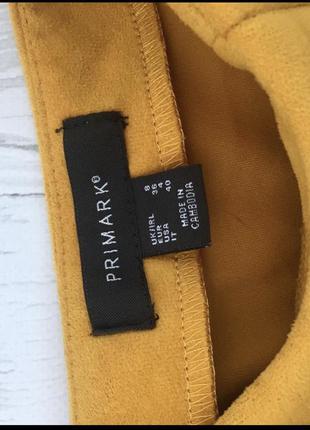 PRIMARK®
UK/IRL 8
EUR 36
USA 4
IT 40
MADE IN
CAMBODIA